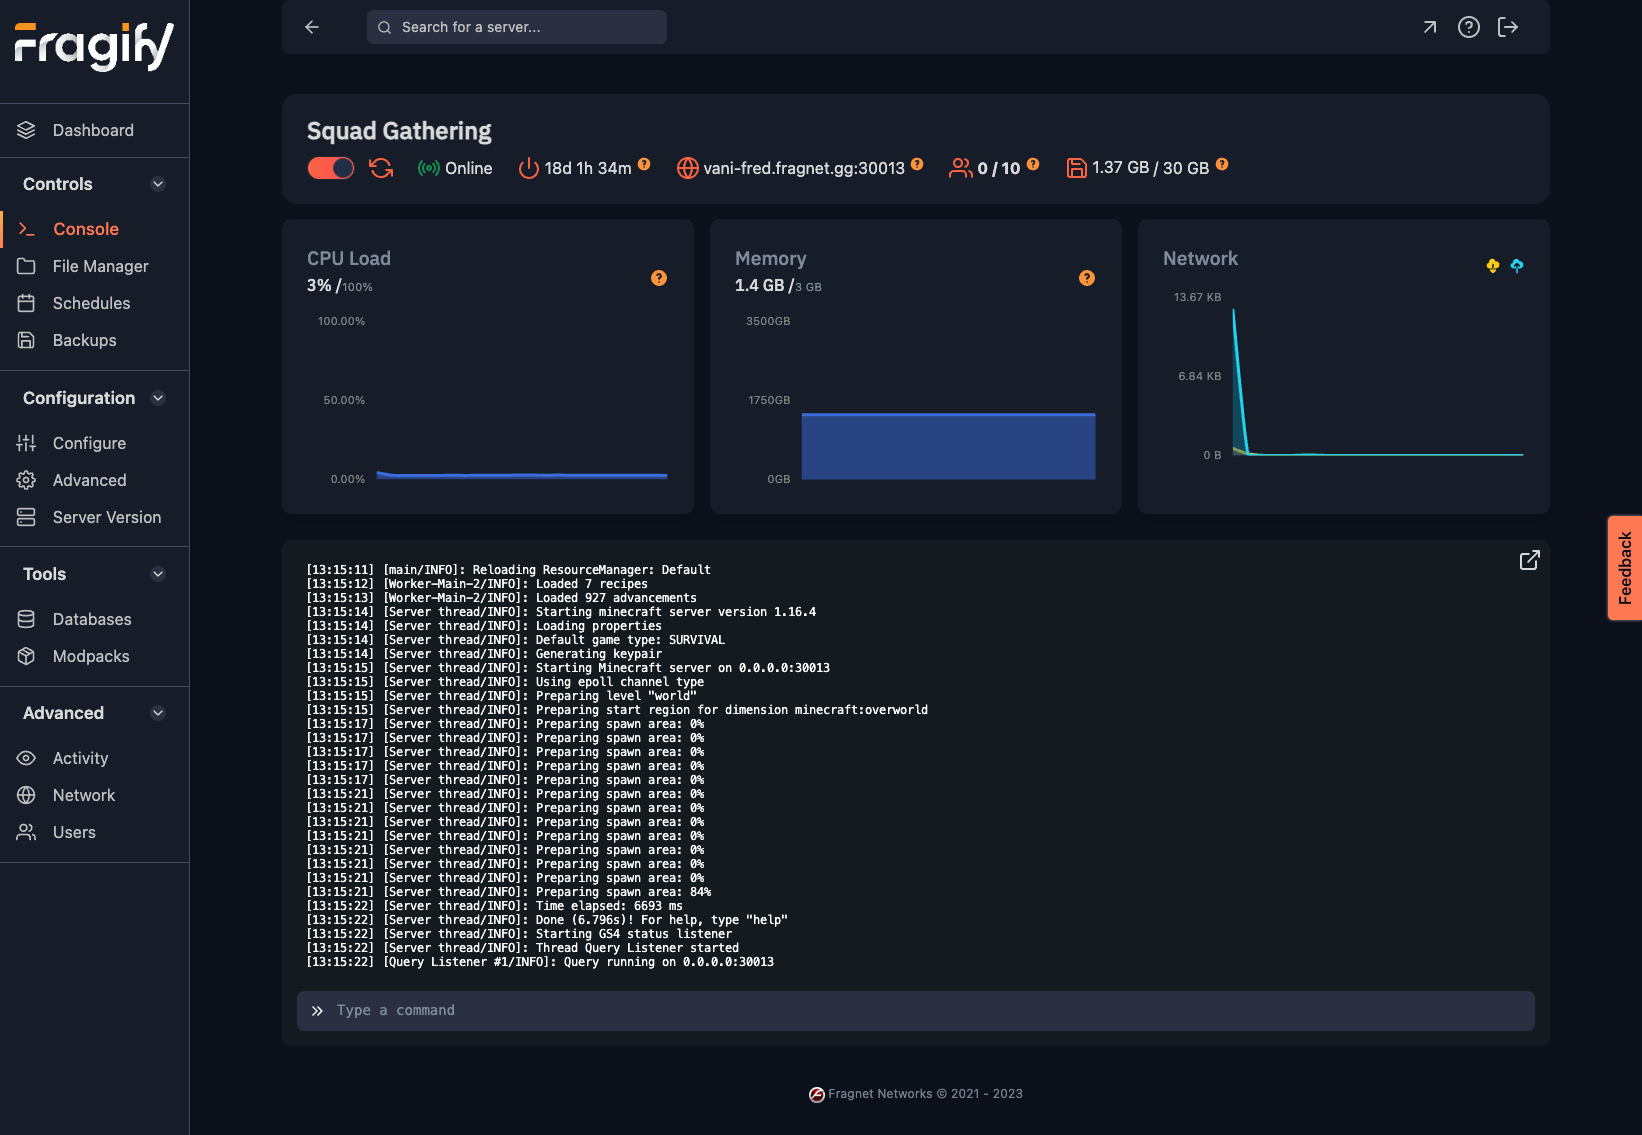 Fragify
Search for a server...
Dashboard
Controls
Console
File Manager
Schedules
Backups
Configuration
Configure
Advanced
Server Version
Tools
Databases
Modpacks
Advanced
Activity
Network
Users
Squad Gathering
Online 18d 1h 34m ? vani-fred.fragnet.gg:30013 ? 0 / 10 ? 1.37 GB / 30 GB ?
CPU Load
3% /100% ?
100.00%
50.00%
0.00%
Memory
1.4 GB /3 GB ?
3500GB
1750GB
0GB
Network
13.67 KB
6.84 KB
0 B
[13:15:11] [main/INFO]: Reloading ResourceManager: Default
[13:15:12] [Worker-Main-2/INFO]: Loaded 7 recipes
[13:15:13] [Worker-Main-2/INFO]: Loaded 927 advancements
[13:15:14] [Server thread/INFO]: Starting minecraft server version 1.16.4
[13:15:14] [Server thread/INFO]: Loading properties
[13:15:14] [Server thread/INFO]: Default game type: SURVIVAL
[13:15:14] [Server thread/INFO]: Generating keypair
[13:15:15] [Server thread/INFO]: Starting Minecraft server on 0.0.0.0:30013
[13:15:15] [Server thread/INFO]: Using epoll channel type
[13:15:15] [Server thread/INFO]: Preparing level "world"
[13:15:15] [Server thread/INFO]: Preparing start region for dimension minecraft:overworld
[13:15:17] [Server thread/INFO]: Preparing spawn area: 0%
[13:15:17] [Server thread/INFO]: Preparing spawn area: 0%
[13:15:17] [Server thread/INFO]: Preparing spawn area: 0%
[13:15:17] [Server thread/INFO]: Preparing spawn area: 0%
[13:15:17] [Server thread/INFO]: Preparing spawn area: 0%
[13:15:21] [Server thread/INFO]: Preparing spawn area: 0%
[13:15:21] [Server thread/INFO]: Preparing spawn area: 0%
[13:15:21] [Server thread/INFO]: Preparing spawn area: 0%
[13:15:21] [Server thread/INFO]: Preparing spawn area: 0%
[13:15:21] [Server thread/INFO]: Preparing spawn area: 0%
[13:15:21] [Server thread/INFO]: Preparing spawn area: 0%
[13:15:21] [Server thread/INFO]: Preparing spawn area: 0%
[13:15:21] [Server thread/INFO]: Preparing spawn area: 84%
[13:15:22] [Server thread/INFO]: Time elapsed: 6693 ms
[13:15:22] [Server thread/INFO]: Done (6.796s)! For help, type "help"
[13:15:22] [Server thread/INFO]: Starting GS4 status listener
[13:15:22] [Server thread/INFO]: Thread Query Listener started
[13:15:22] [Query Listener #1/INFO]: Query running on 0.0.0.0:30013
Type a command
Feedback
Fragnet Networks © 2021 - 2023